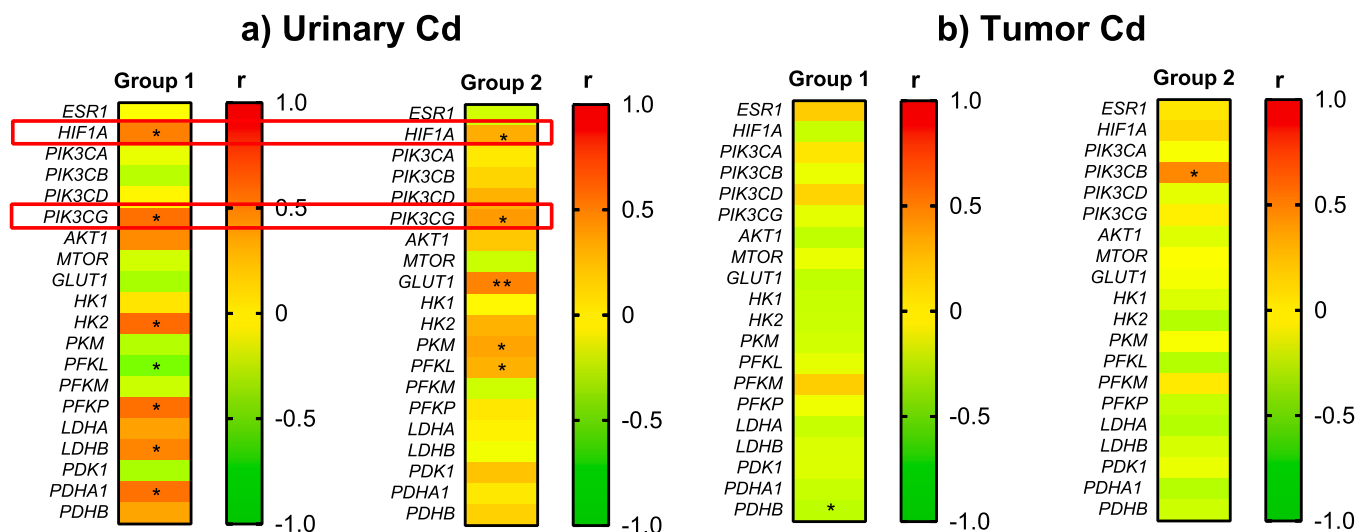 a) Urinary Cd
b) Tumor Cd
Group 1
r
Group 2
r
Group 1
r
Group 2
r
ESR1
HIF1A *
PIK3CA
PIK3CB
PIK3CD
PIK3CG *
AKT1
MTOR
GLUT1
HK1
HK2 *
PKM
PFKL *
PFKM
PFKP *
LDHA
LDHB *
PDK1
PDHA1 *
PDHB
1.0
0.5
0
-0.5
-1.0
ESR1
HIF1A *
PIK3CA
PIK3CB
PIK3CD
PIK3CG *
AKT1
MTOR
GLUT1 **
HK1
HK2
PKM *
PFKL *
PFKM
PFKP
LDHA
LDHB
PDK1
PDHA1
PDHB
1.0
0.5
0
-0.5
-1.0
ESR1
HIF1A
PIK3CA
PIK3CB
PIK3CD
PIK3CG
AKT1
MTOR
GLUT1
HK1
HK2
PKM
PFKL
PFKM
PFKP
LDHA
LDHB
PDK1
PDHA1
PDHB *
1.0
0.5
0
-0.5
-1.0
ESR1
HIF1A
PIK3CA
PIK3CB *
PIK3CD
PIK3CG
AKT1
MTOR
GLUT1
HK1
HK2
PKM
PFKL
PFKM
PFKP
LDHA
LDHB
PDK1
PDHA1
PDHB
1.0
0.5
0
-0.5
-1.0